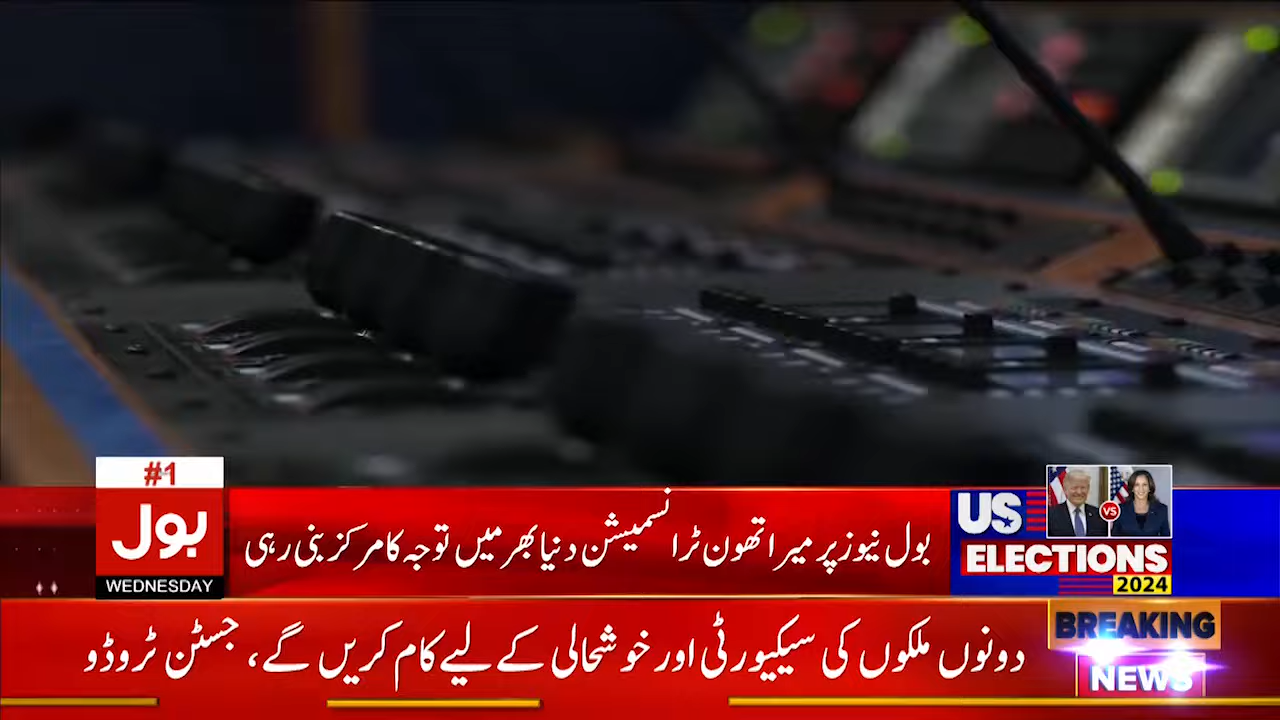 #1
بول
WEDNESDAY
بول نیوز پر میراتھون ٹرانسمیشن دنیا بھر میں توجہ کا مرکز بنی رہی
US
VS
ELECTIONS
2024
دونوں ملکوں کی سیکیورٹی اور خوشحالی کے لیے کام کریں گے، جسٹن ٹروڈو
BREAKING
NEWS